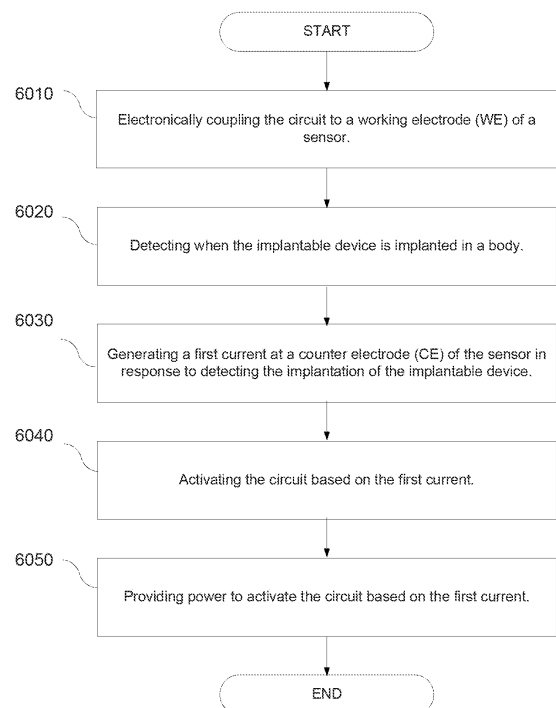 START
6010
Electronically coupling the circuit to a working electrode (WE) of a
sensor.
6020
Detecting when the implantable device is implanted in a body.
6030
Generating a first current at a counter electrode (CE) of the sensor in
response to detecting the implantation of the implantable device.
6040
Activating the circuit based on the first current.
6050
Providing power to activate the circuit based on the first current.
END